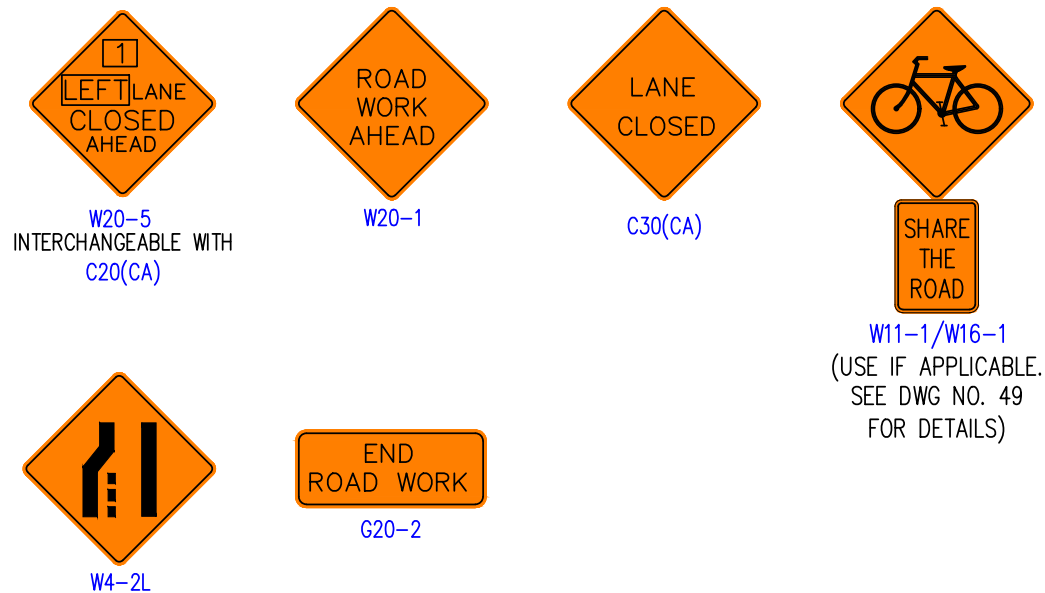 1
LEFT LANE
CLOSED
AHEAD
W20-5
INTERCHANGEABLE WITH
C20(CA)
ROAD
WORK
AHEAD
W20-1
LANE
CLOSED
C30(CA)
SHARE
THE
ROAD
W11-1/W16-1
(USE IF APPLICABLE.
SEE DWG NO. 49
FOR DETAILS)
W4-2L
END
ROAD WORK
G20-2